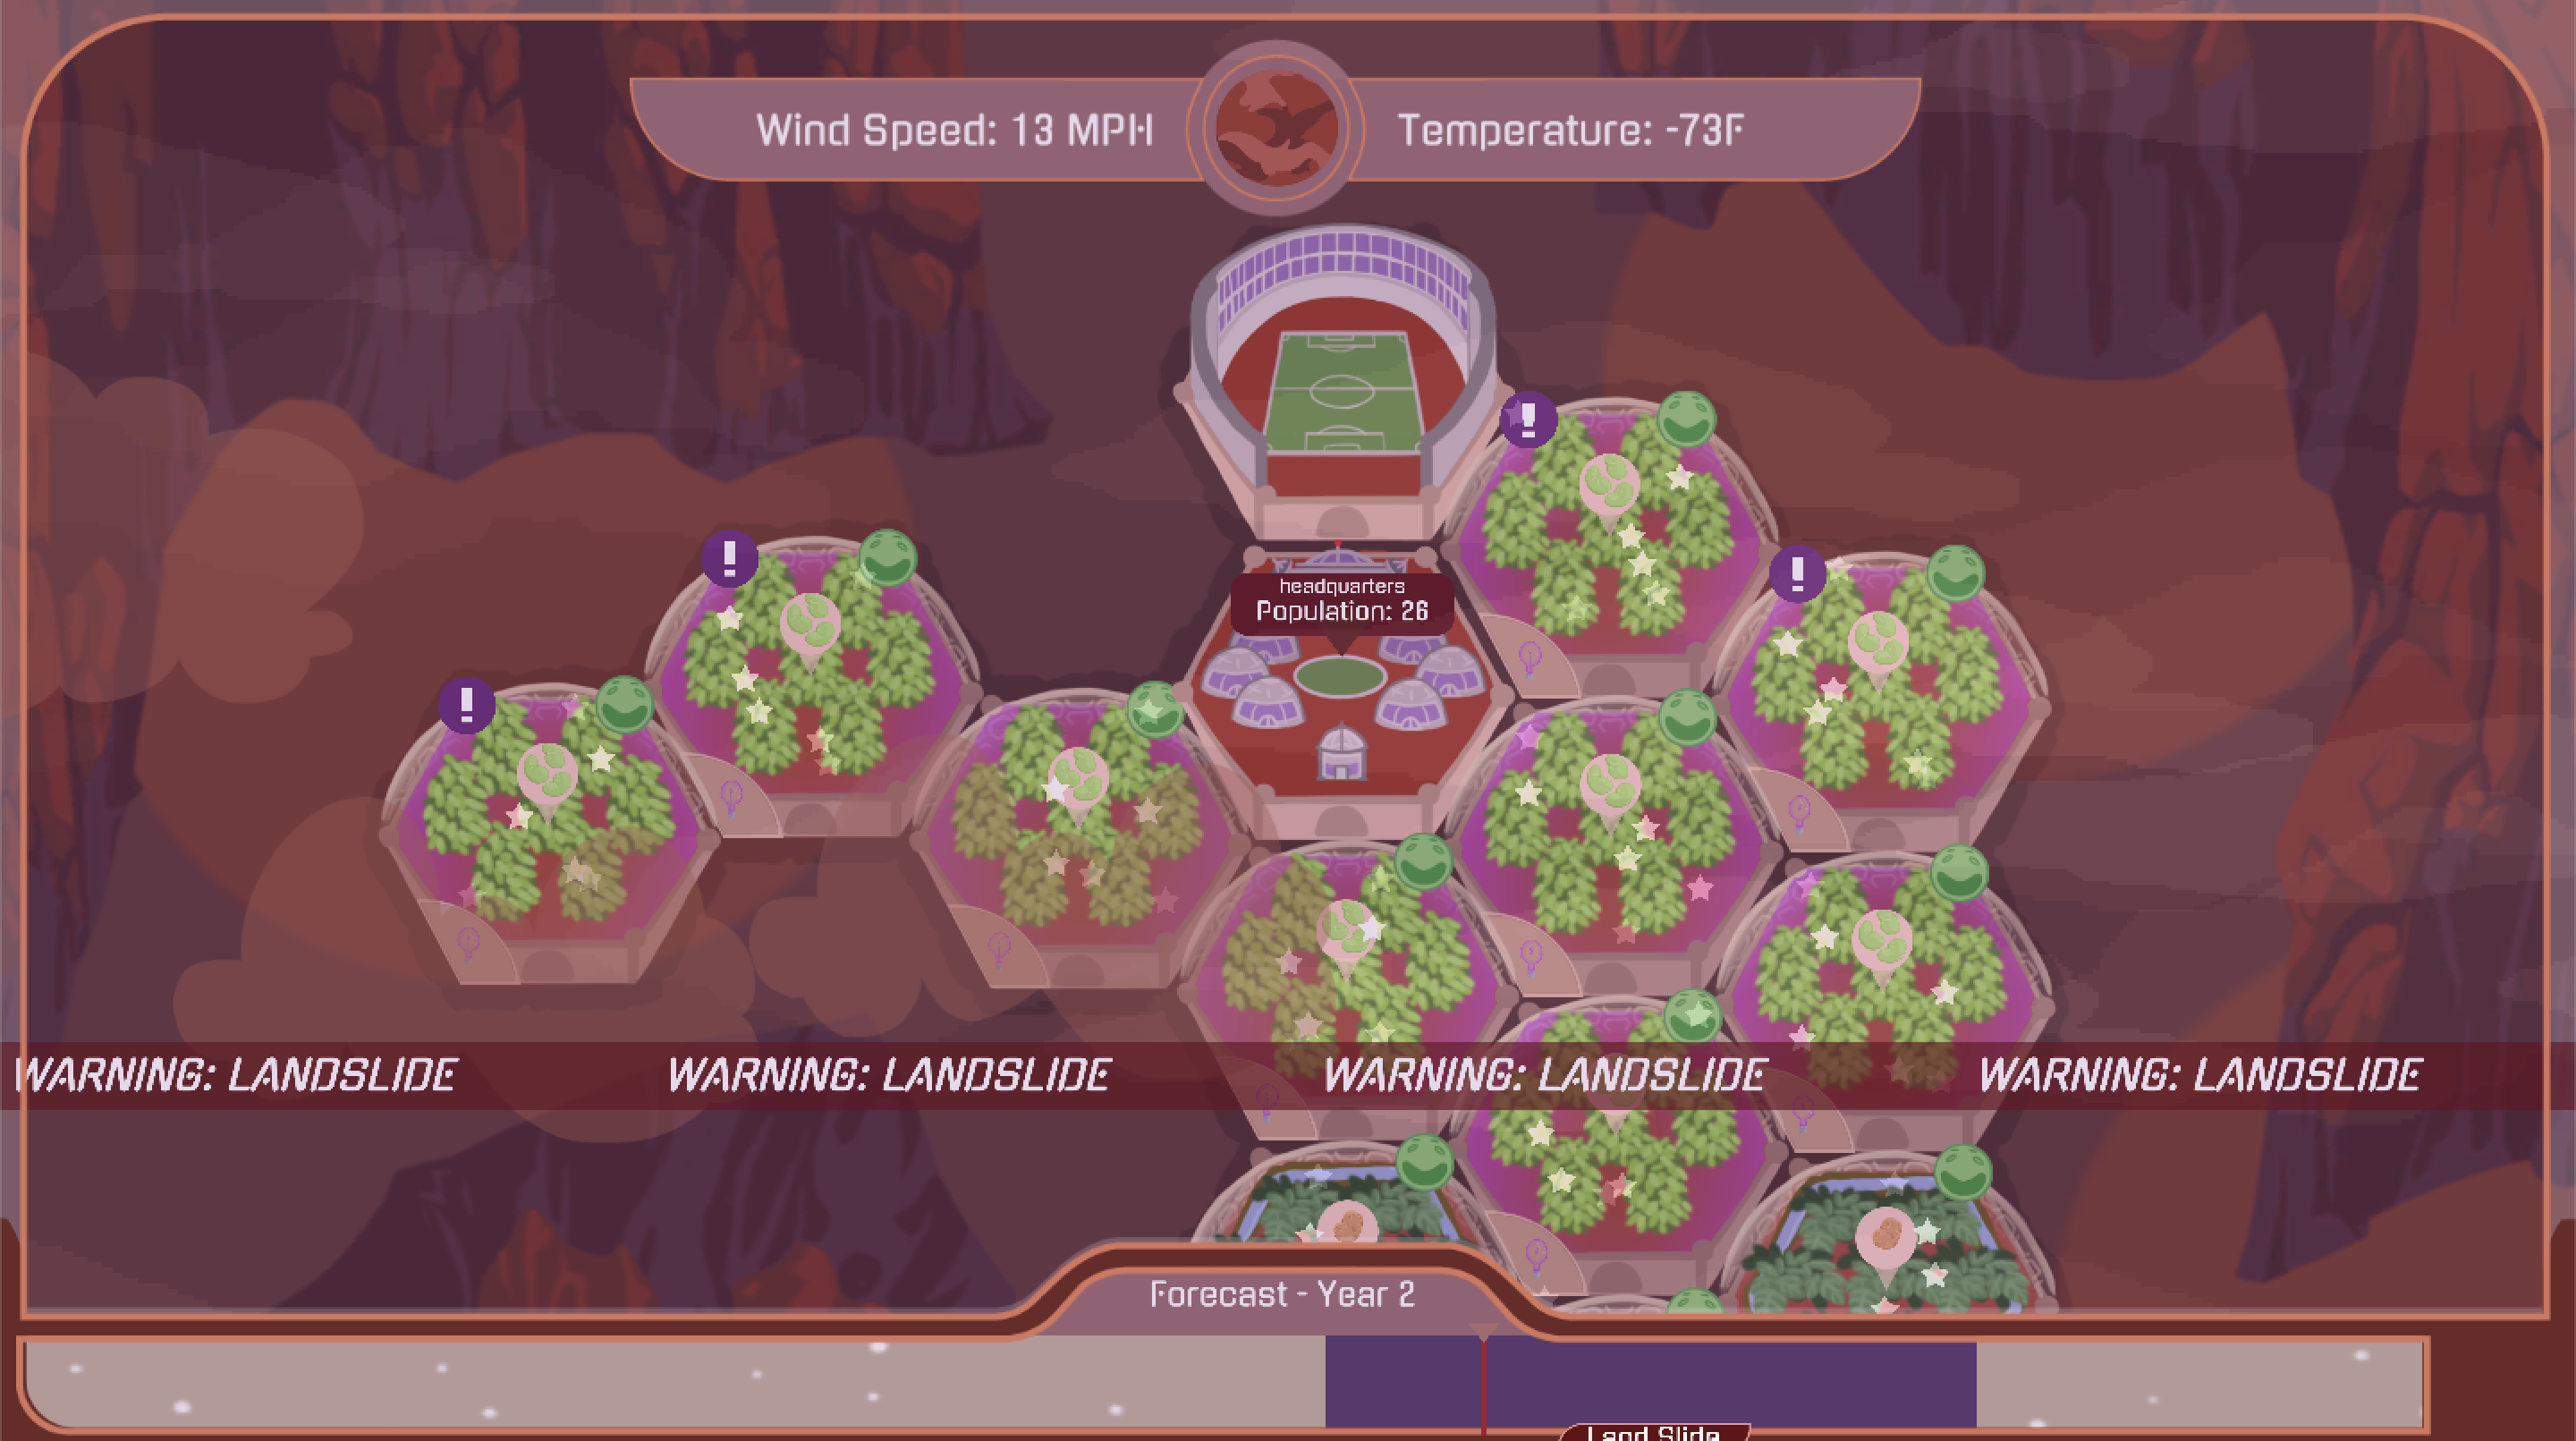 Wind Speed: 13 MPH
Temperature: -73F
!
!
!
!
headquarters
Population: 26
WARNING: LANDSLIDE WARNING: LANDSLIDE WARNING: LANDSLIDE WARNING: LANDSLIDE
Forecast - Year 2
Land Slide